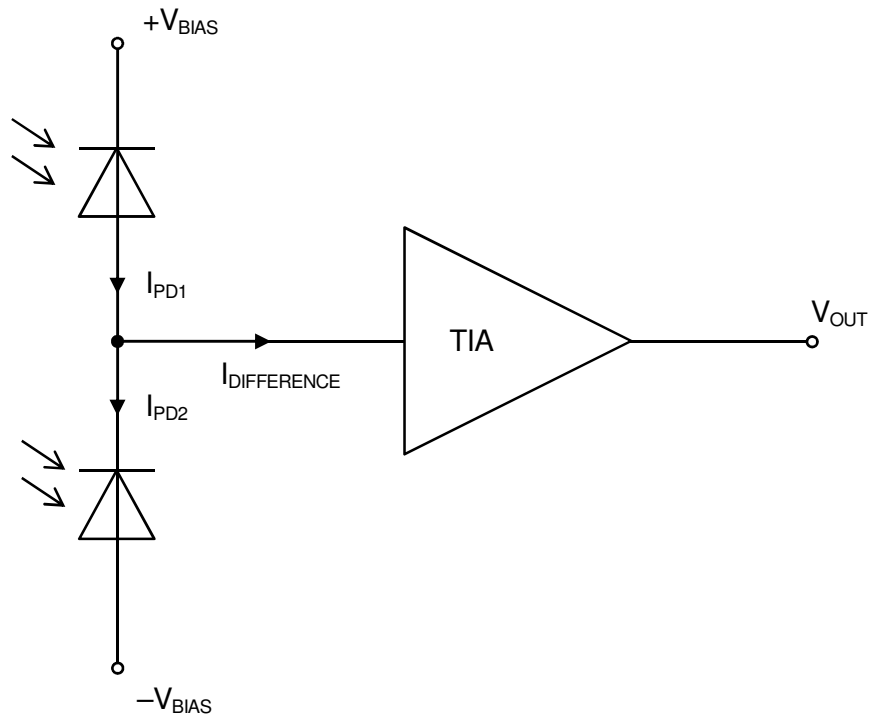 +VBIAS
IPD1
TIA
VOUT
IDIFFERENCE
IPD2
–VBIAS